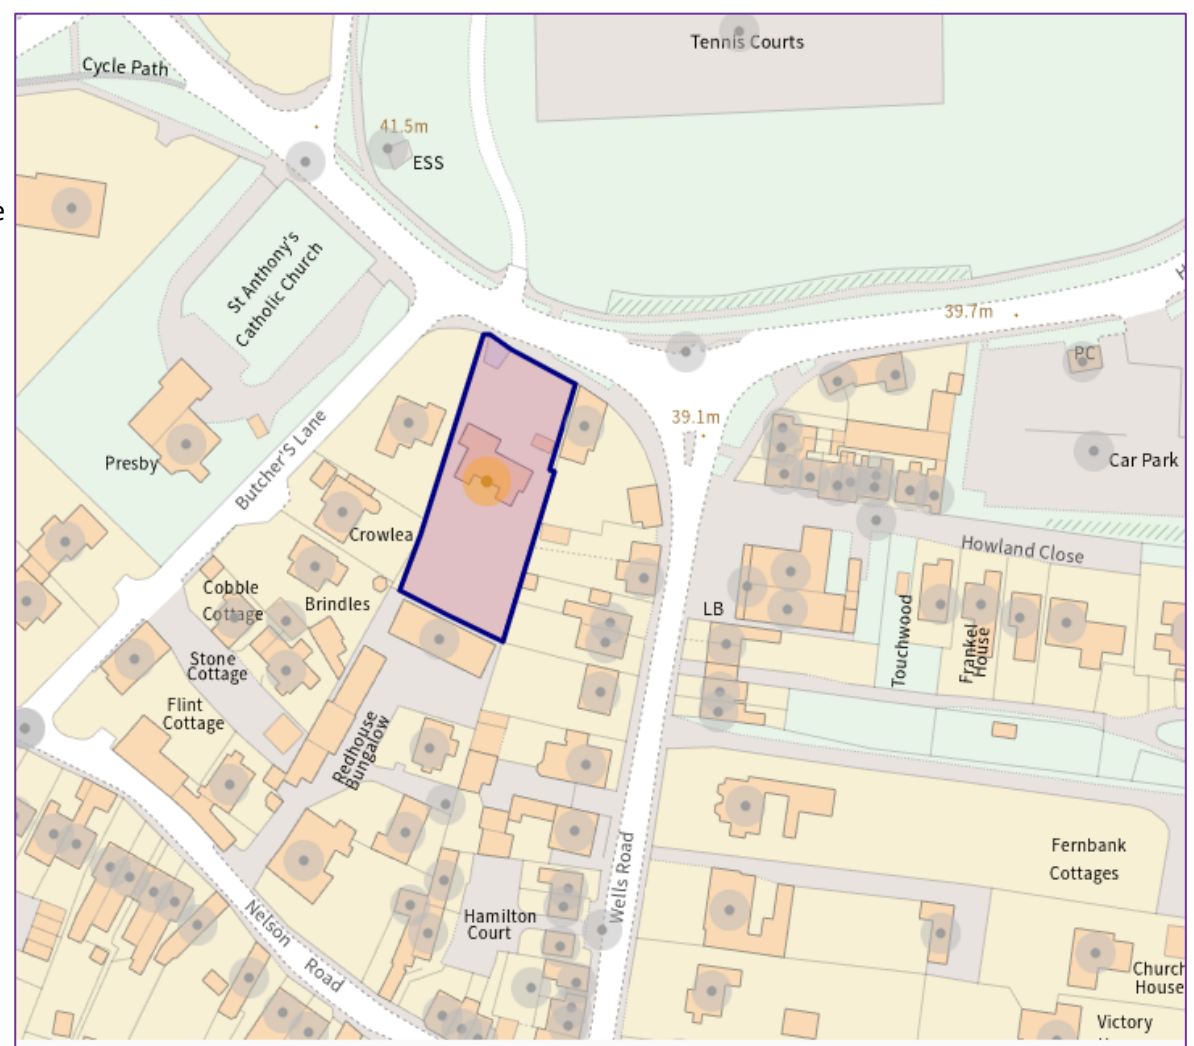 Tennis Courts
Cycle Path
41.5m
ESS
e
St Anthony's
Catholic Church
39.7m
H
PC
39.1m
Car Park
Butcher'S Lane
Presby
Crowlea
Howland Close
Cobble
Cottage
Brindles
LB
Touchwood
Frankel
House
Stone
Cottage
Flint
Cottage
Redhouse
Bungalow
Wells Road
Fernbank
Cottages
Hamilton
Court
Nelson
Road
Church
House
Victory